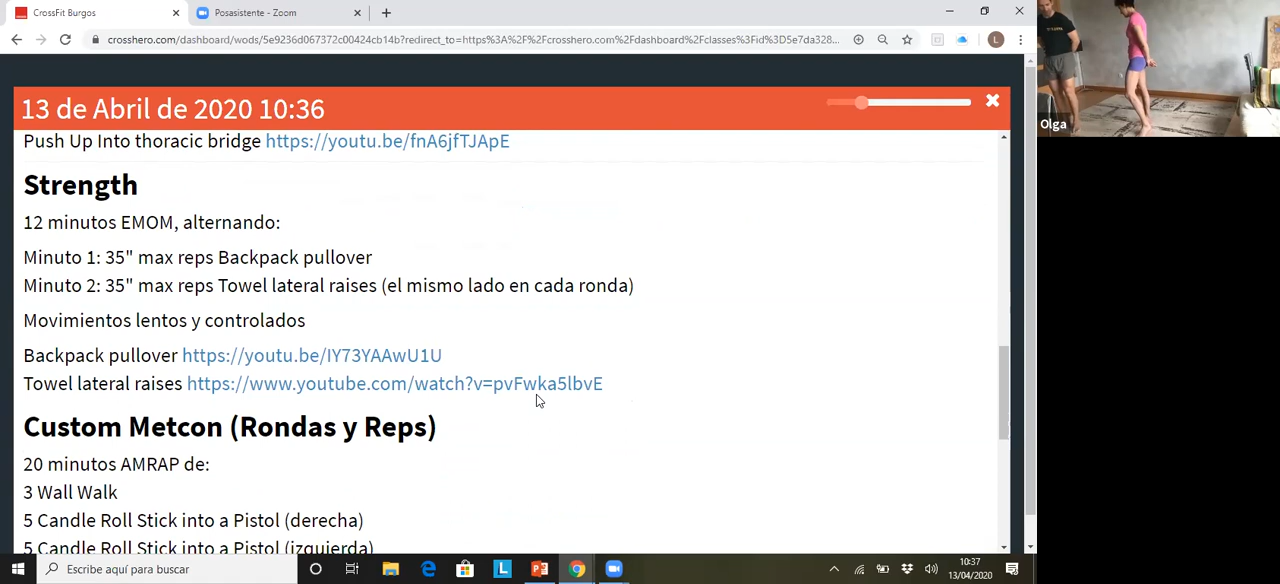 CrossFit Burgos
Posasistente - Zoom
crosshero.com/dashboard/wods/5e9236d067372c00424cb14b?redirect_to=https%3A%2F%2Fcrosshero.com%2Fdashboard%2Fclasses%3Fid%3D5e7da328...
L
13 de Abril de 2020 10:36
Push Up Into thoracic bridge https://youtu.be/fnA6jfTJApE
Strength
12 minutos EMOM, alternando:
Minuto 1: 35" max reps Backpack pullover
Minuto 2: 35" max reps Towel lateral raises (el mismo lado en cada ronda)
Movimientos lentos y controlados
Backpack pullover https://youtu.be/IY73YAAwU1U
Towel lateral raises https://www.youtube.com/watch?v=pvFwka5lbvE
Custom Metcon (Rondas y Reps)
20 minutos AMRAP de:
3 Wall Walk
5 Candle Roll Stick into a Pistol (derecha)
5 Candle Roll Stick into a Pistol (izquierda)
Olga
Escribe aquí para buscar
L
10:37
13/04/2020